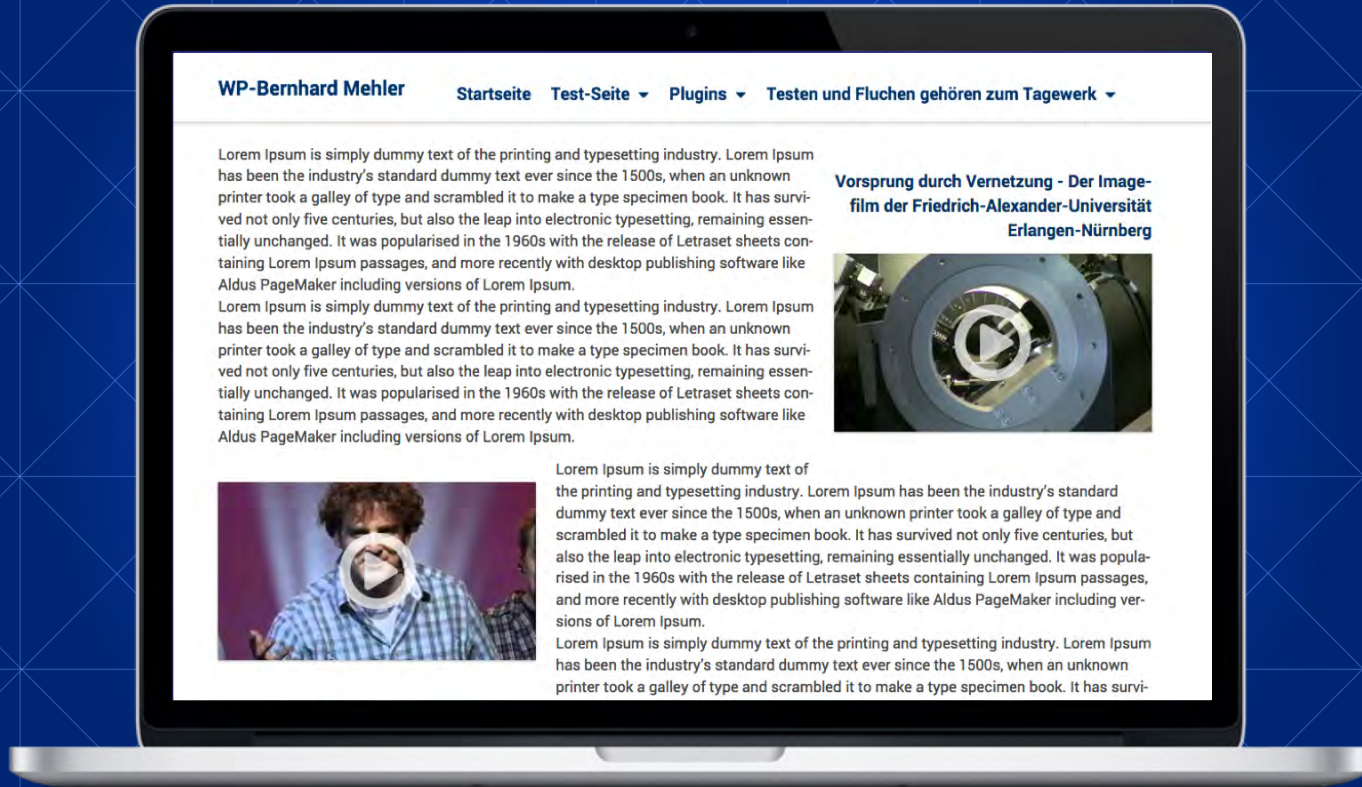 WP-Bernhard Mehler
Startseite Test-Seite Plugins Testen und Fluchen gehören zum Tagewerk
Lorem Ipsum is simply dummy text of the printing and typesetting industry. Lorem Ipsum
has been the industry's standard dummy text ever since the 1500s, when an unknown
printer took a galley of type and scrambled it to make a type specimen book. It has survi-
ved not only five centuries, but also the leap into electronic typesetting, remaining essen-
tially unchanged. It was popularised in the 1960s with the release of Letraset sheets con-
taining Lorem Ipsum passages, and more recently with desktop publishing software like
Aldus PageMaker including versions of Lorem Ipsum.
Lorem Ipsum is simply dummy text of the printing and typesetting industry. Lorem Ipsum
has been the industry's standard dummy text ever since the 1500s, when an unknown
printer took a galley of type and scrambled it to make a type specimen book. It has survi-
ved not only five centuries, but also the leap into electronic typesetting, remaining essen-
tially unchanged. It was popularised in the 1960s with the release of Letraset sheets con-
taining Lorem Ipsum passages, and more recently with desktop publishing software like
Aldus PageMaker including versions of Lorem Ipsum.
Vorsprung durch Vernetzung - Der Image-
film der Friedrich-Alexander-Universität
Erlangen-Nürnberg
Lorem Ipsum is simply dummy text of
the printing and typesetting industry. Lorem Ipsum has been the industry's standard
dummy text ever since the 1500s, when an unknown printer took a galley of type and
scrambled it to make a type specimen book. It has survived not only five centuries, but
also the leap into electronic typesetting, remaining essentially unchanged. It was popula-
rised in the 1960s with the release of Letraset sheets containing Lorem Ipsum passages,
and more recently with desktop publishing software like Aldus PageMaker including ver-
sions of Lorem Ipsum.
Lorem Ipsum is simply dummy text of the printing and typesetting industry. Lorem Ipsum
has been the industry's standard dummy text ever since the 1500s, when an unknown
printer took a galley of type and scrambled it to make a type specimen book. It has survi-